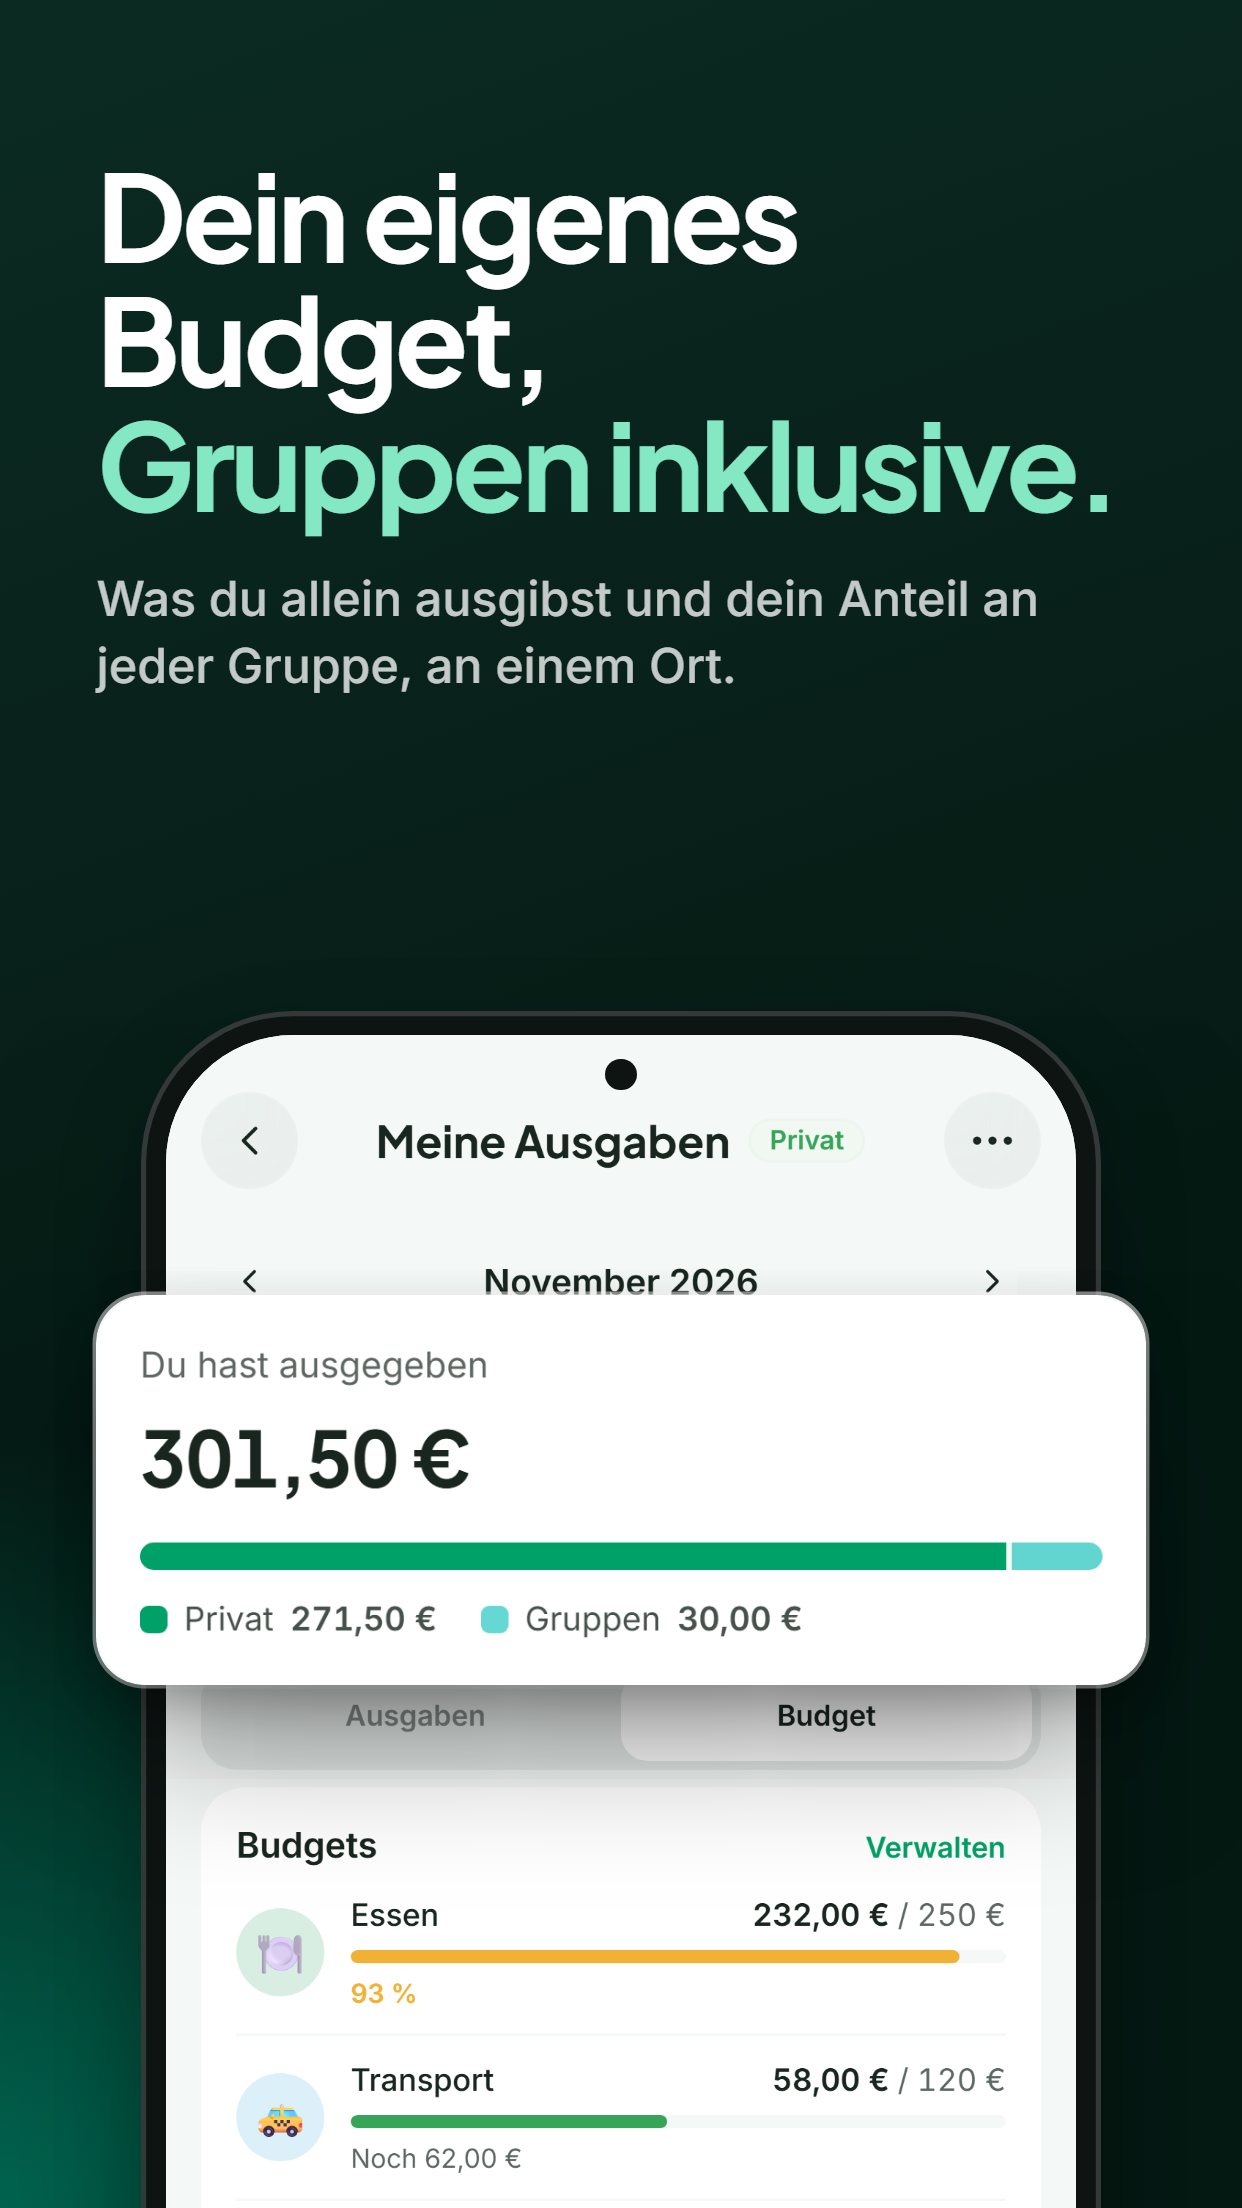 Dein eigenes
Budget,
Gruppen inklusive.
Was du allein ausgibst und dein Anteil an
jeder Gruppe, an einem Ort.
Meine Ausgaben Privat
November 2026
Du hast ausgegeben
301,50 €
Privat 271,50 € Gruppen 30,00 €
Ausgaben Budget
Budgets Verwalten
Essen 232,00 € / 250 €
93 %
Transport 58,00 € / 120 €
Noch 62,00 €